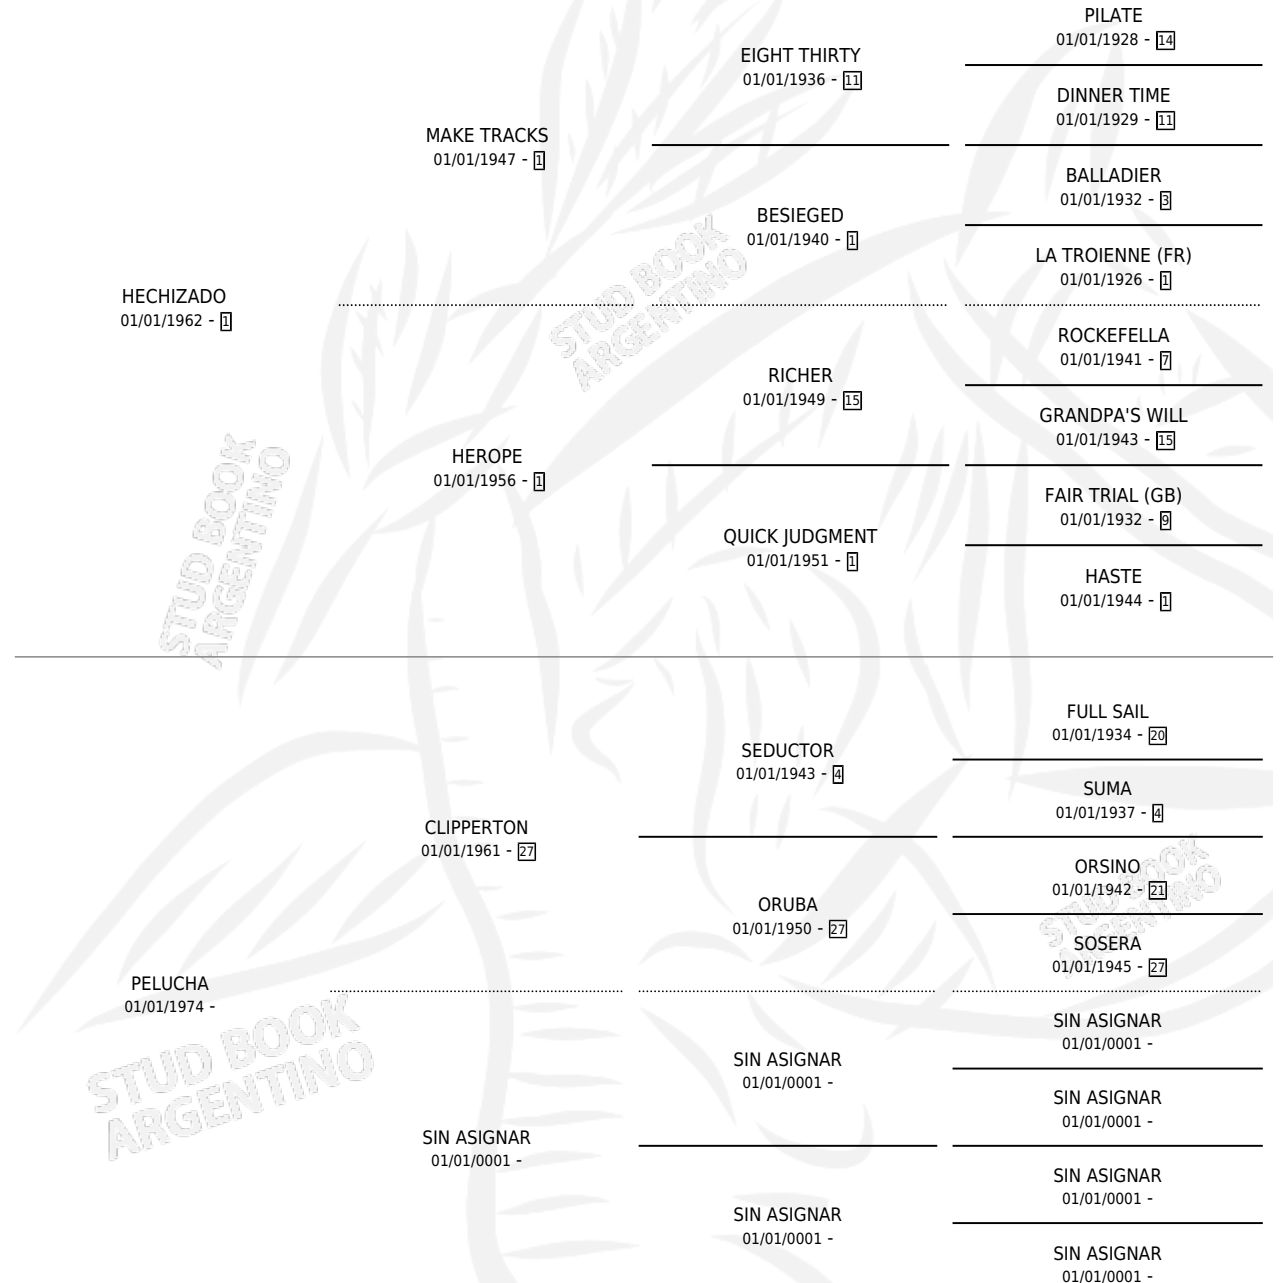 PILATE
01/01/1928 - 14
EIGHT THIRTY
01/01/1936 - 11
DINNER TIME
01/01/1929 - 11
MAKE TRACKS
01/01/1947 - 1
BALLADIER
01/01/1932 - 3
BESIEGED
01/01/1940 - 1
LA TROIENNE (FR)
01/01/1926 - 1
HECHIZADO
01/01/1962 - 1
ROCKEFELLA
01/01/1941 - 7
RICHER
01/01/1949 - 15
GRANDPA'S WILL
01/01/1943 - 15
HEROPE
01/01/1956 - 1
FAIR TRIAL (GB)
01/01/1932 - 9
QUICK JUDGMENT
01/01/1951 - 1
HASTE
01/01/1944 - 1
FULL SAIL
01/01/1934 - 20
SEDUCTOR
01/01/1943 - 4
SUMA
01/01/1937 - 4
CLIPPERTON
01/01/1961 - 27
ORSINO
01/01/1942 - 21
ORUBA
01/01/1950 - 27
SOSERA
01/01/1945 - 27
PELUCHA
01/01/1974 -
SIN ASIGNAR
01/01/0001 -
SIN ASIGNAR
01/01/0001 -
SIN ASIGNAR
01/01/0001 -
SIN ASIGNAR
01/01/0001 -
SIN ASIGNAR
01/01/0001 -
SIN ASIGNAR
01/01/0001 -
SIN ASIGNAR
01/01/0001 -
STUD BOOK
ARGENTINO
STUD BOOK
ARGENTINO
STUD BOOK
ARGENTINO
STUD BOOK
ARGENTINO